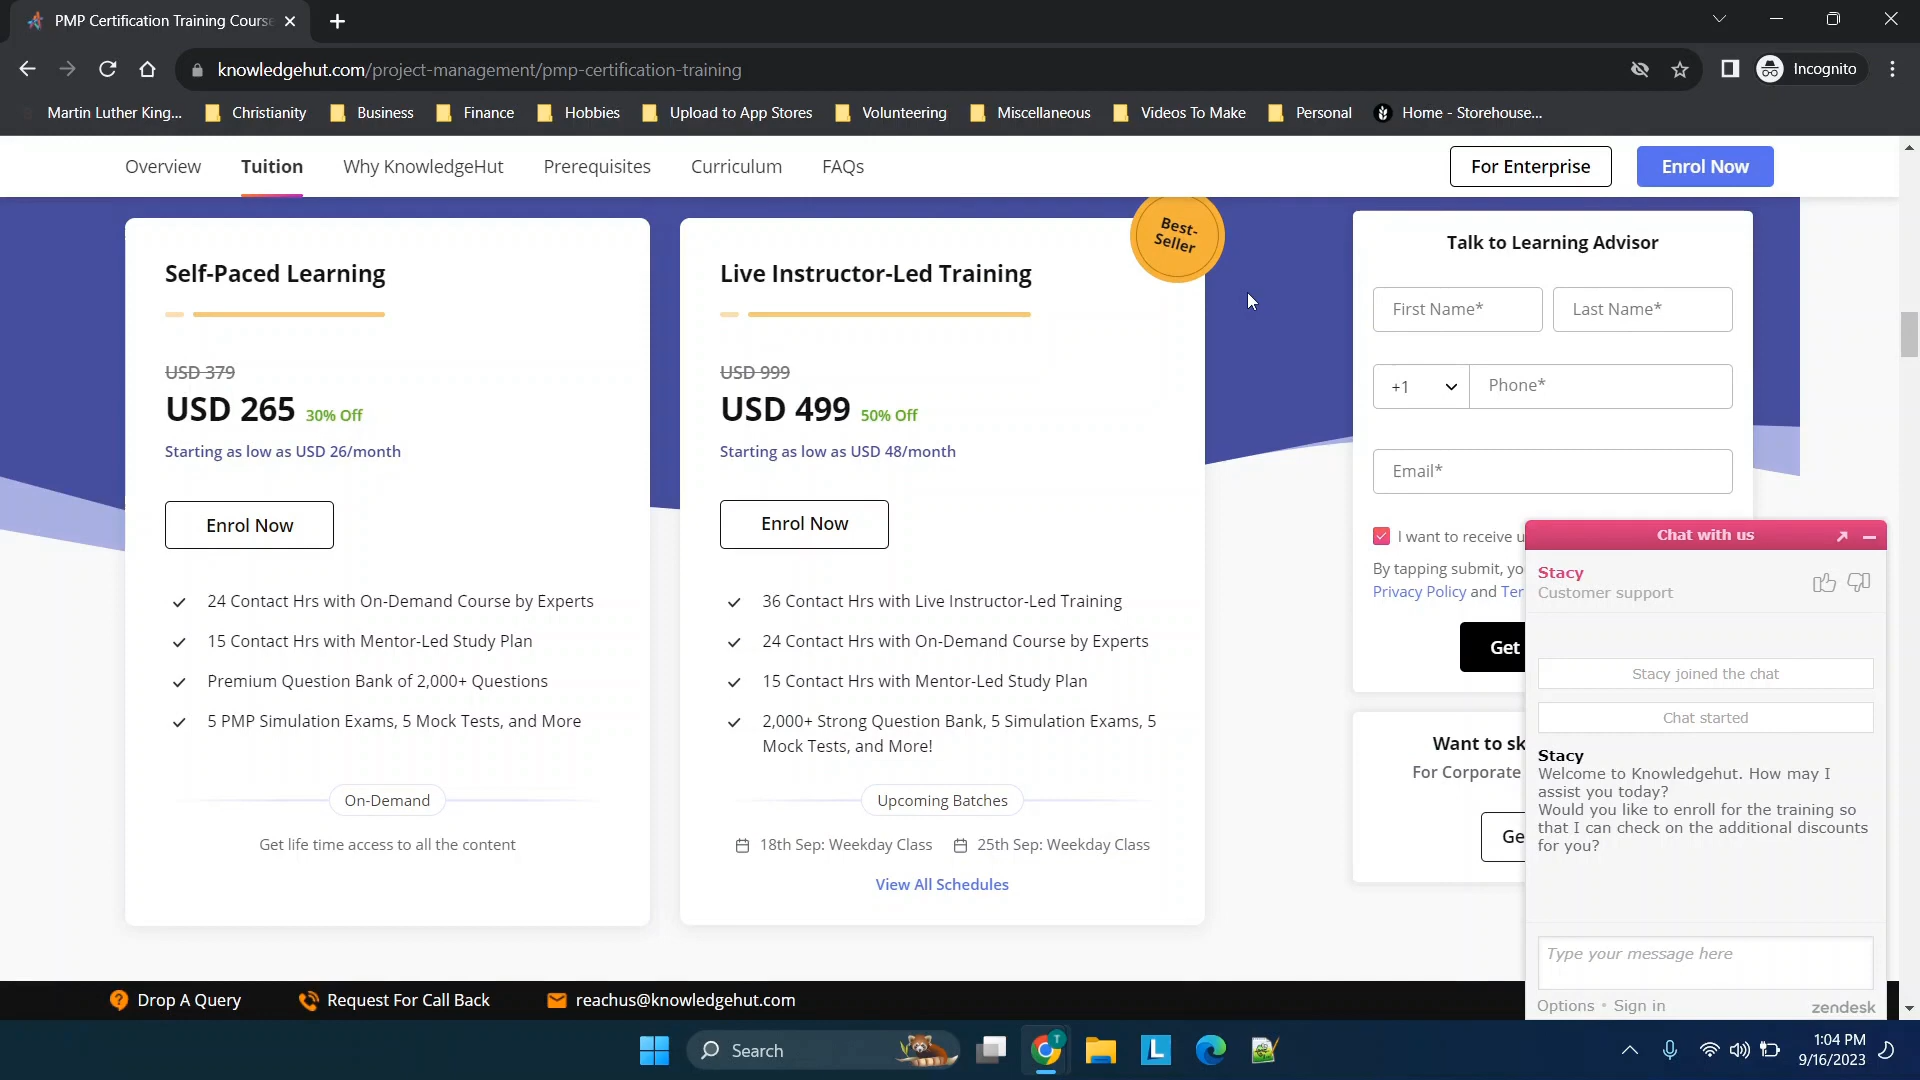 PMP Certification Training Course
knowledgehut.com/project-management/pmp-certification-training
Incognito
Martin Luther King...
Christianity
Business
Finance
Hobbies
Upload to App Stores
Volunteering
Miscellaneous
Videos To Make
Personal
Home - Storehouse...
Overview
Tuition
Why KnowledgeHut
Prerequisites
Curriculum
FAQs
For Enterprise
Enrol Now
Self-Paced Learning
USD 379
USD 265 30% Off
Starting as low as USD 26/month
Enrol Now
24 Contact Hrs with On-Demand Course by Experts
15 Contact Hrs with Mentor-Led Study Plan
Premium Question Bank of 2,000+ Questions
5 PMP Simulation Exams, 5 Mock Tests, and More
On-Demand
Get life time access to all the content
Best-
Seller
Live Instructor-Led Training
USD 999
USD 499 50% Off
Starting as low as USD 48/month
Enrol Now
36 Contact Hrs with Live Instructor-Led Training
24 Contact Hrs with On-Demand Course by Experts
15 Contact Hrs with Mentor-Led Study Plan
2,000+ Strong Question Bank, 5 Simulation Exams, 5
Mock Tests, and More!
Upcoming Batches
18th Sep: Weekday Class
25th Sep: Weekday Class
View All Schedules
Talk to Learning Advisor
First Name*
Last Name*
+1
Phone*
Email*
I want to receive u
By tapping submit, yo
Privacy Policy and Ter
Get
Want to sk
For Corporate
Ge
Chat with us
Stacy
Customer support
Stacy joined the chat
Chat started
Stacy
Welcome to Knowledgehut. How may I
assist you today?
Would you like to enroll for the training so
that I can check on the additional discounts
for you?
Type your message here
Options • Sign in
zendesk
Drop A Query
Request For Call Back
reachus@knowledgehut.com
Search
T
L
1:04 PM
9/16/2023